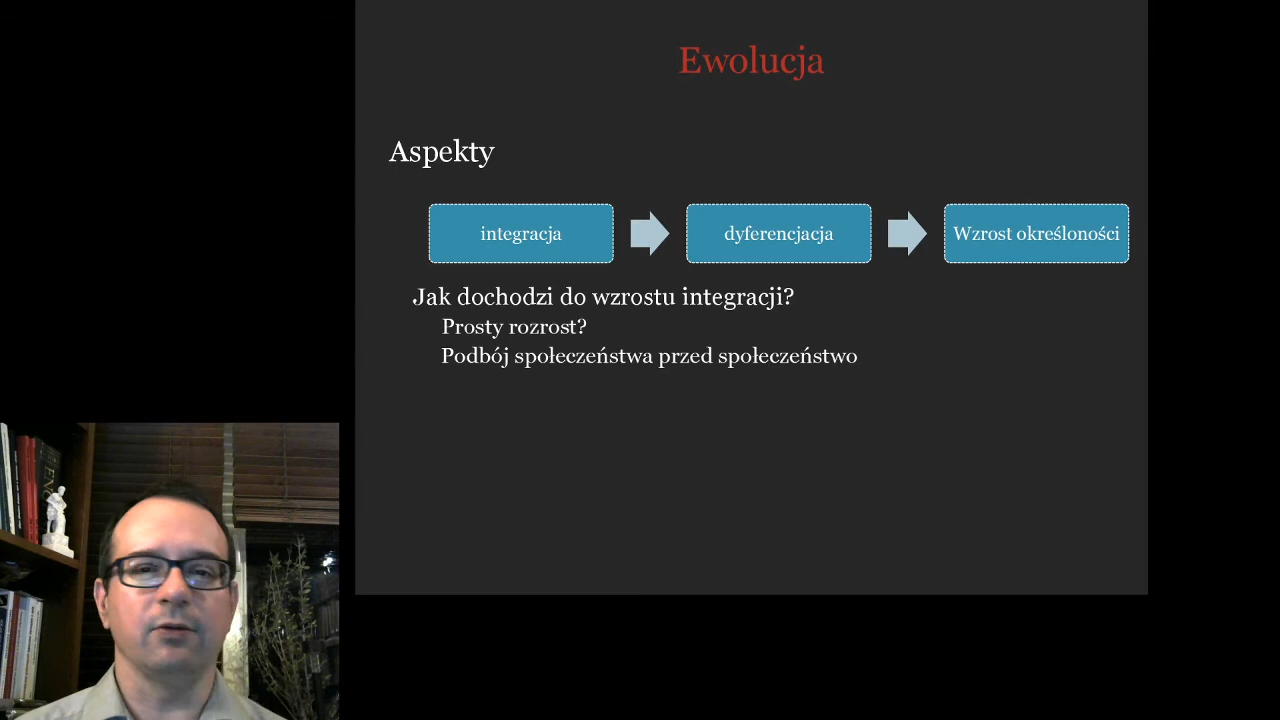 Ewolucja
Aspekty
integracja
dyferencjacja
Wzrost określoności
Jak dochodzi do wzrostu integracji?
Prosty rozrost?
Podbój społeczeństwa przed społeczeństwo